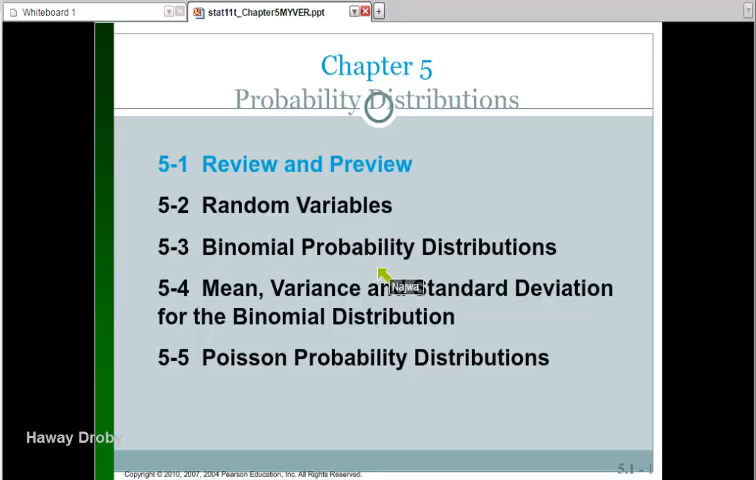 Whiteboard 1
stat11t_Chapter5MYVER.ppt
Chapter 5
Probability Distributions
5-1 Review and Preview
5-2 Random Variables
5-3 Binomial Probability Distributions
5-4 Mean, Variance and Standard Deviation
for the Binomial Distribution
Najwa
5-5 Poisson Probability Distributions
Haway Droby
Copyright © 2010, 2007, 2004 Pearson Education, Inc. All Rights Reserved.
5.1 - 1